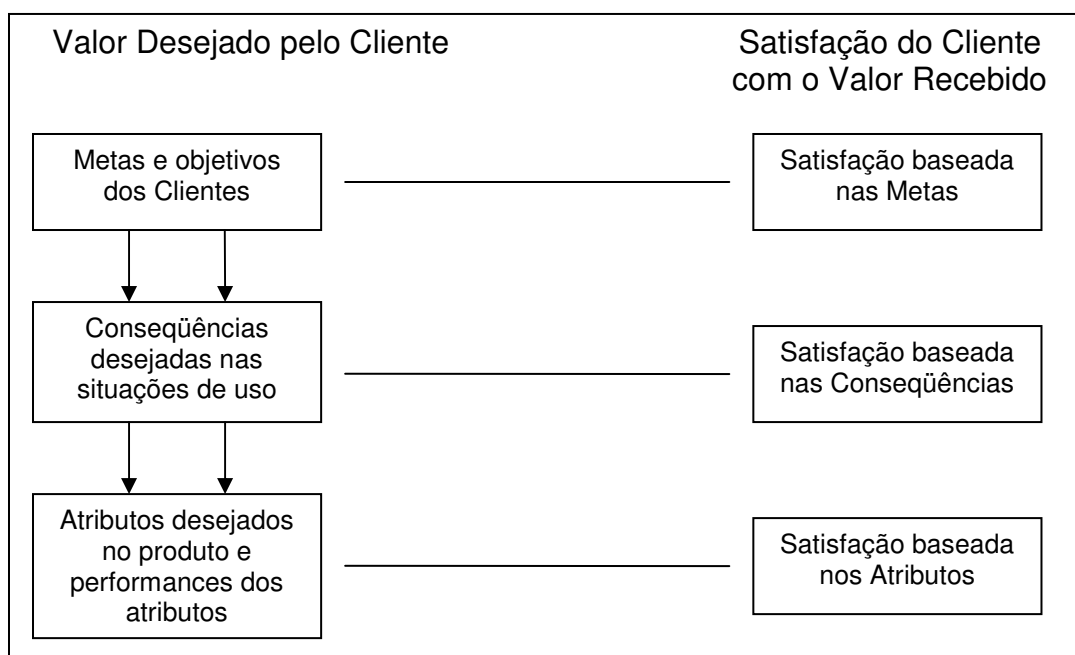 Valor Desejado pelo Cliente
Satisfação do Cliente
com o Valor Recebido
Metas e objetivos
dos Clientes
Satisfação baseada
nas Metas
Conseqüências
desejadas nas
situações de uso
Satisfação baseada
nas Conseqüências
Atributos desejados
no produto e
performances dos
atributos
Satisfação baseada
nos Atributos